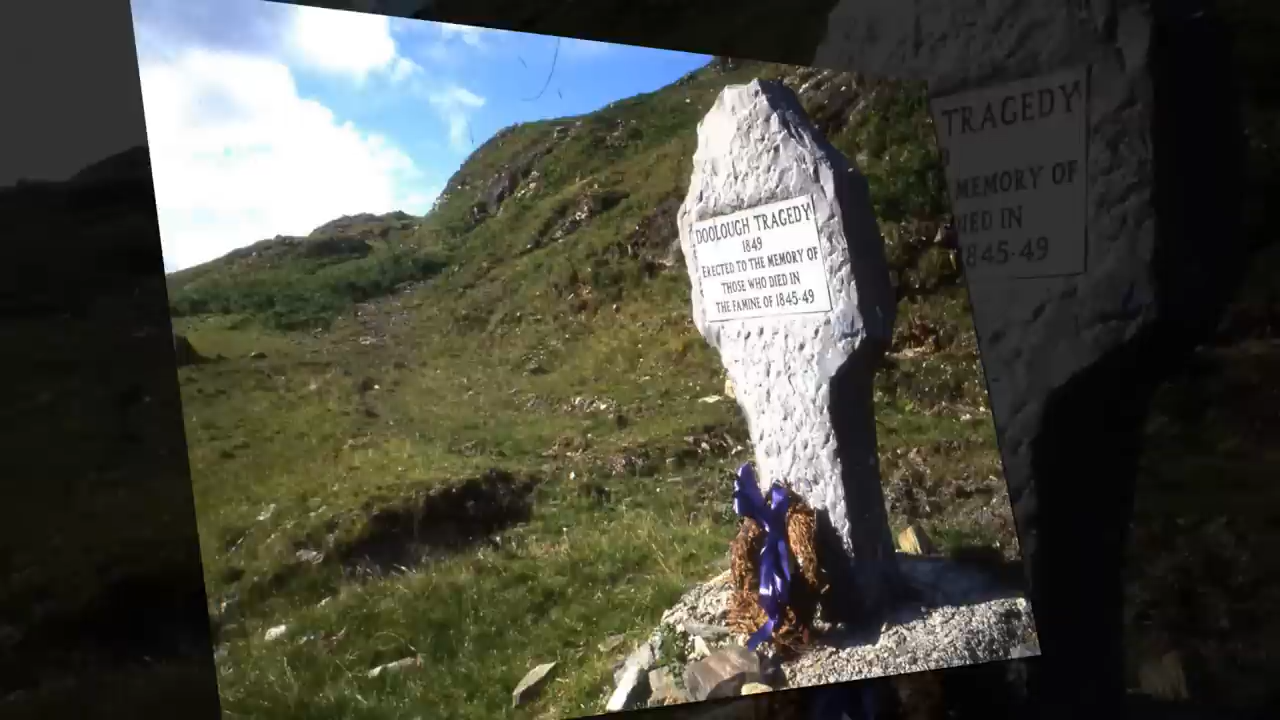 DOOLOUGH TRAGEDY
1849
ERECTED TO THE MEMORY OF
THOSE WHO DIED IN
THE FAMINE OF 1845-49
TRAGEDY
MEMORY OF
IN
1845-49